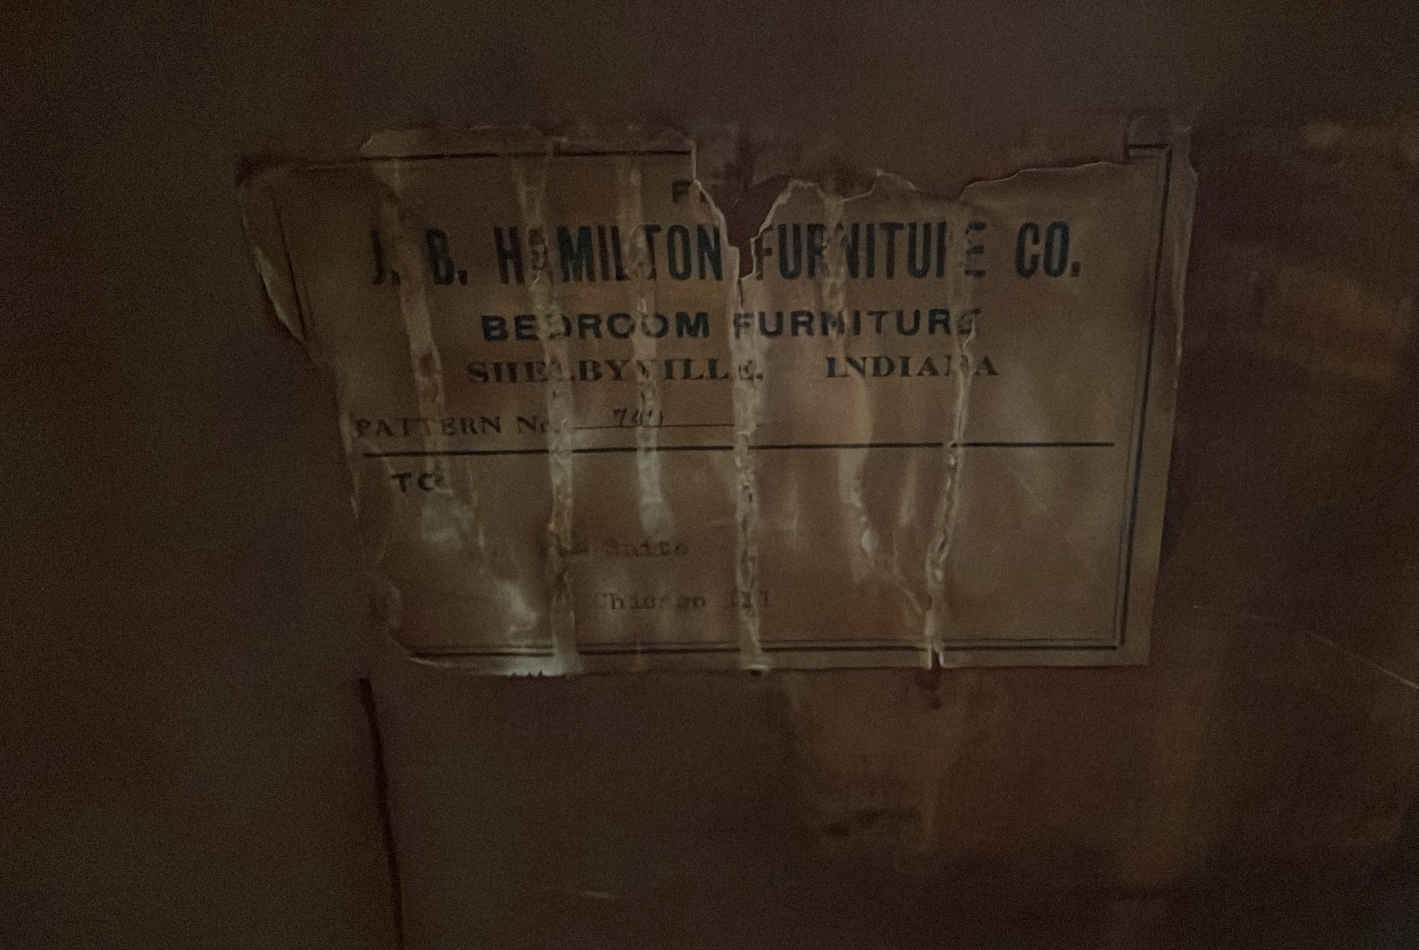 J. B. HAMILTON FURNITURE CO.
BEDROOM FURNITURE
SHELBYVILLE, INDIANA
PATTERN No.
TO
Chicago Ill